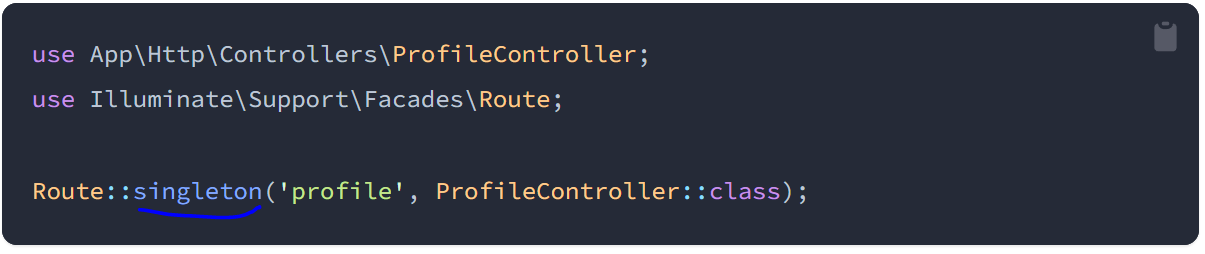 use App\Http\Controllers\ProfileController;
use Illuminate\Support\Facades\Route;
Route::singleton('profile', ProfileController::class);